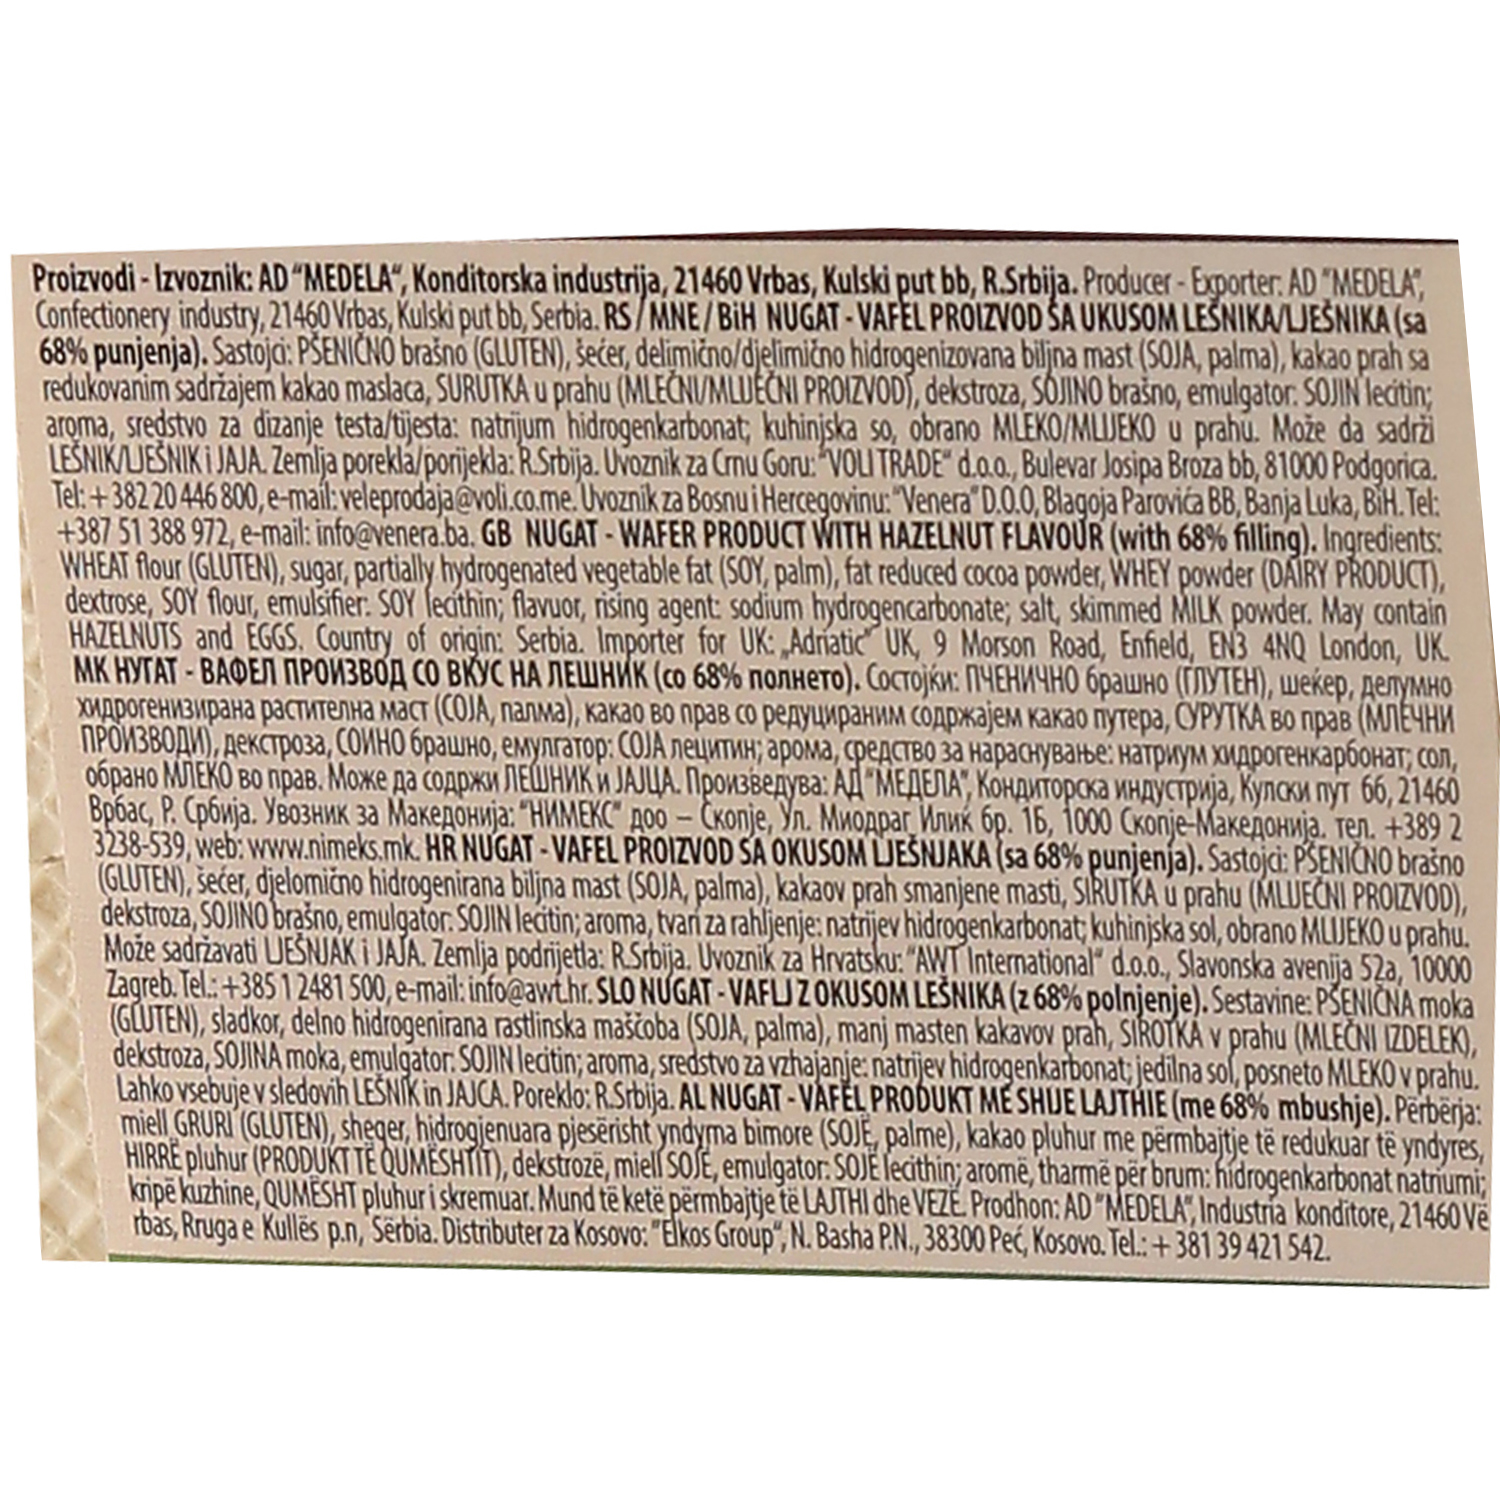 Proizvodi - Izvoznik: AD "MEDELA“, Konditorska industrija, 21460 Vrbas, Kulski put bb, R.Srbija. Producer - Exporter: AD "MEDELA",
Confectionery industry, 21460 Vrbas, Kulski put bb, Serbia. RS / MNE / BiH NUGAT - VAFEL PROIZVOD SA UKUSOM LEŠNIKA/LJEŠNIKA (sa
68% punjenja). Sastojci: PŠENIČNO brašno (GLUTEN), šećer, delimično/djelimično hidrogenizovana biljna mast (SOJA, palma), kakao prah sa
redukovanim sadržajem kakao maslaca, SURUTKA u prahu (MLEČNI/MLIJEČNI PROIZVOD), dekstroza, SOJINO brašno, emulgator: SOJIN lecitin;
aroma, sredstvo za dizanje testa/tijesta: natrijum hidrogenkarbonat; kuhinjska so, obrano MLEKO/MLIJEKO u prahu. Može da sadrži
LEŠNIK/LJEŠNIK i JAJA. Zemlja porekla/porijekla: R.Srbija. Uvoznik za Crnu Goru: "VOLI TRADE“ d.o.o., Bulevar Josipa Broza bb, 81000 Podgorica.
Tel: + 382 20 446 800, e-mail: veleprodaja@voli.co.me. Uvoznik za Bosnu i Hercegovinu: "Venera" D.O.O, Blagoja Parovića BB, Banja Luka, BiH. Tel:
+387 51 388 972, e-mail: info@venera.ba. GB NUGAT - WAFER PRODUCT WITH HAZELNUT FLAVOUR (with 68% filling). Ingredients:
WHEAT flour (GLUTEN), sugar, partially hydrogenated vegetable fat (SOY, palm), fat reduced cocoa powder, WHEY powder (DAIRY PRODUCT),
dextrose, SOY flour, emulsifier: SOY lecithin; flavuor, rising agent: sodium hydrogencarbonate; salt, skimmed MILK powder. May contain
HAZELNUTS and EGGS. Country of origin: Serbia. Importer for UK: „Adriatic" UK, 9 Morson Road, Enfield, EN3 4NQ London, UK.
МК НУГАТ - ВАФЕЛ ПРОИЗВОД СО ВКУС НА ЛЕШНИК (со 68% полнето). Состојќи: ПЧЕНИЧНО брашно (ГЛУТЕН), шеќер, делумно
хидрогенизирана растителна маст (СОЈА, палма), какао во прав со редуцираним содржајем какао путера, СУРУТКА во прав (МЛЕЧНИ
ПРОИЗВОДИ), декстроза, СОИНО брашно, емулгатор: СОЈА лецитин; арома, средство за нараснување: натриум хидрогенкарбонат; сол,
обрано МЛЕКО во прав. Може да содржи ЛЕШНИК и ЈАЈЦА. Произведува: АД "МЕДЕЛА", Кондиторска индустрија, Кулски пут бб, 21460
Врбас, Р. Србија. Увозник за Македонија: "НИМЕКС" доо – Скопје, Ул. Миодраг Илиќ бр. 1Б, 1000 Скопје-Македонија. тел. +389 2
3238-539, web: www.nimeks.mk. HR NUGAT - VAFEL PROIZVOD SA OKUSOM LJEŠNJAKA (sa 68% punjenja). Sastojci: PŠENIČNO brašno
(GLUTEN), šećer, djelomično hidrogenirana biljna mast (SOJA, palma), kakaov prah smanjene masti, SIRUTKA u prahu (MLIJEČNI PROIZVOD),
dekstroza, SOJINO brašno, emulgator: SOJIN lecitin; aroma, tvari za rahljenje: natrijev hidrogenkarbonat; kuhinjska sol, obrano MLIJEKO u prahu.
Može sadržavati LJEŠNJAK i JAJA. Zemlja podrijetla: R.Srbija. Uvoznik za Hrvatsku: "AWT International“ d.o.o., Slavonska avenija 52a, 10000
Zagreb. Tel.: +385 1 2481 500, e-mail: info@awt.hr. SLO NUGAT - VAFLJ Z OKUSOM LEŠNIKA (z 68% polnjenje). Sestavine: PŠENIČNA moka
(GLUTEN), sladkor, delno hidrogenirana rastlinska maščoba (SOJA, palma), manj masten kakavov prah, SIROTKA v prahu (MLEČNI IZDELEK),
dekstroza, SOJINA moka, emulgator: SOJIN lecitin; aroma, sredstvo za vzhajanje: natrijev hidrogenkarbonat; jedilna sol, posneto MLEKO v prahu.
Lahko vsebuje v sledovih LEŠNIK in JAJCA. Poreklo: R.Srbija. AL NUGAT - VAFËL PRODUKT ME SHIJE LAJTHIE (me 68% mbushje). Përbërja:
miell GRURI (GLUTEN), sheqer, hidrogjenuara pjesërisht yndyrna bimore (SOJË, palme), kakao pluhur me përmbajtje të redukuar të yndyres,
HIRRË pluhur (PRODUKT TË QUMËSHTIT), dekstrozë, miell SOJË, emulgator: SOJË lecithin; aromë, tharmë për brum: hidrogenkarbonat natriumi;
kripë kuzhine, QUMËSHT pluhur i skremuar. Mund të ketë përmbajtje të LAJTHI dhe VEZË. Prodhon: AD "MEDELA", Industria konditore, 21460 Vë
rbas, Rruga e Kullës p.n, Sërbia. Distributer za Kosovo: "Elkos Group“, N. Basha P.N., 38300 Peć, Kosovo. Tel.: + 381 39 421 542.